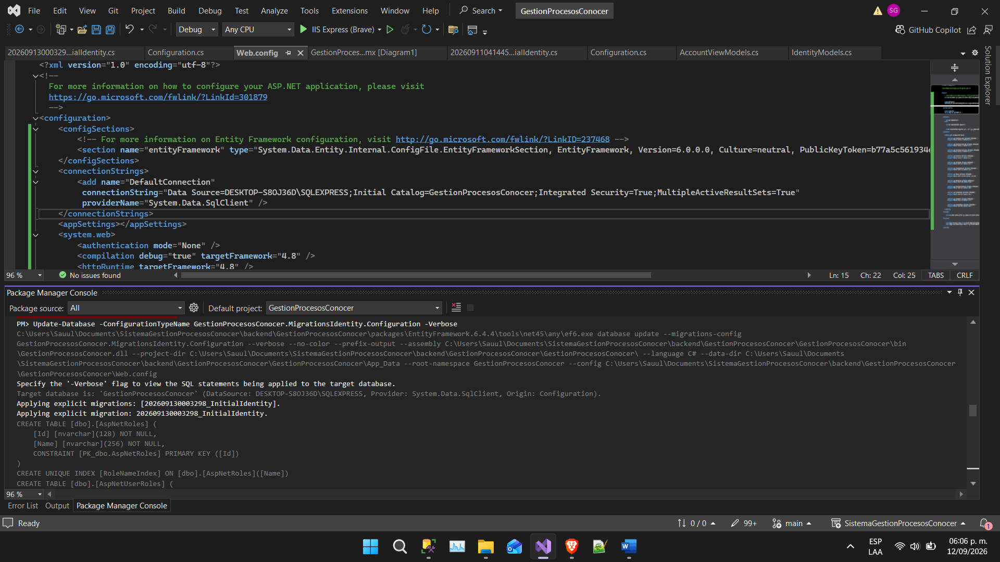 File Edit View Git Project Build Debug Test Analyze Tools Extensions Window Help Search GestionProcesosConocer SG
Debug Any CPU IIS Express (Brave) GitHub Copilot
20260913000329...ialIdentity.cs Configuration.cs Web.config GestionProces...mx [Diagram1] 20260911041445...ialIdentity.cs Configuration.cs AccountViewModels.cs IdentityModels.cs
Solution Explorer
<?xml version="1.0" encoding="utf-8"?>
<!--
For more information on how to configure your ASP.NET application, please visit
https://go.microsoft.com/fwlink/?LinkId=301879
-->
<configuration>
<configSections>
<!-- For more information on Entity Framework configuration, visit http://go.microsoft.com/fwlink/?LinkID=237468 -->
<section name="entityFramework" type="System.Data.Entity.Internal.ConfigFile.EntityFrameworkSection, EntityFramework, Version=6.0.0.0, Culture=neutral, PublicKeyToken=b77a5c561934e
</configSections>
<connectionStrings>
<add name="DefaultConnection"
connectionString="Data Source=DESKTOP-S8OJ36D\SQLEXPRESS;Initial Catalog=GestionProcesosConocer;Integrated Security=True;MultipleActiveResultSets=True"
providerName="System.Data.SqlClient" />
</connectionStrings>
<appSettings></appSettings>
<system.web>
<authentication mode="None" />
<compilation debug="true" targetFramework="4.8" />
<httpRuntime targetFramework="4.8" />
96 % No issues found Ln: 15 Ch: 22 Col: 25 TABS CRLF
Package Manager Console
Package source: All Default project: GestionProcesosConocer
PM> Update-Database -ConfigurationTypeName GestionProcesosConocer.MigrationsIdentity.Configuration -Verbose
C:\Users\Sauul\Documents\SistemaGestionProcesosConocer\backend\GestionProcesosConocer\packages\EntityFramework.6.4.4\tools\net45\any\ef6.exe database update --migrations-config
GestionProcesosConocer.MigrationsIdentity.Configuration --verbose --no-color --prefix-output --assembly C:\Users\Sauul\Documents\SistemaGestionProcesosConocer\backend\GestionProcesosConocer\GestionProcesosConocer\bin
\GestionProcesosConocer.dll --project-dir C:\Users\Sauul\Documents\SistemaGestionProcesosConocer\backend\GestionProcesosConocer\GestionProcesosConocer\ --language C# --data-dir C:\Users\Sauul\Documents
\SistemaGestionProcesosConocer\backend\GestionProcesosConocer\GestionProcesosConocer\App_Data --root-namespace GestionProcesosConocer --config C:\Users\Sauul\Documents\SistemaGestionProcesosConocer\backend\GestionProcesosConocer
\GestionProcesosConocer\Web.config
Specify the '-Verbose' flag to view the SQL statements being applied to the target database.
Target database is: 'GestionProcesosConocer' (DataSource: DESKTOP-S8OJ36D\SQLEXPRESS, Provider: System.Data.SqlClient, Origin: Configuration).
Applying explicit migrations: [202609130003298_InitialIdentity].
Applying explicit migration: 202609130003298_InitialIdentity.
CREATE TABLE [dbo].[AspNetRoles] (
[Id] [nvarchar](128) NOT NULL,
[Name] [nvarchar](256) NOT NULL,
CONSTRAINT [PK_dbo.AspNetRoles] PRIMARY KEY ([Id])
)
CREATE UNIQUE INDEX [RoleNameIndex] ON [dbo].[AspNetRoles]([Name])
CREATE TABLE [dbo].[AspNetUserRoles] (
96 %
Error List Output Package Manager Console
Ready 0 / 0 99+ main SistemaGestionProcesosConocer 1
ESP
LAA
06:06 p. m.
12/09/2026